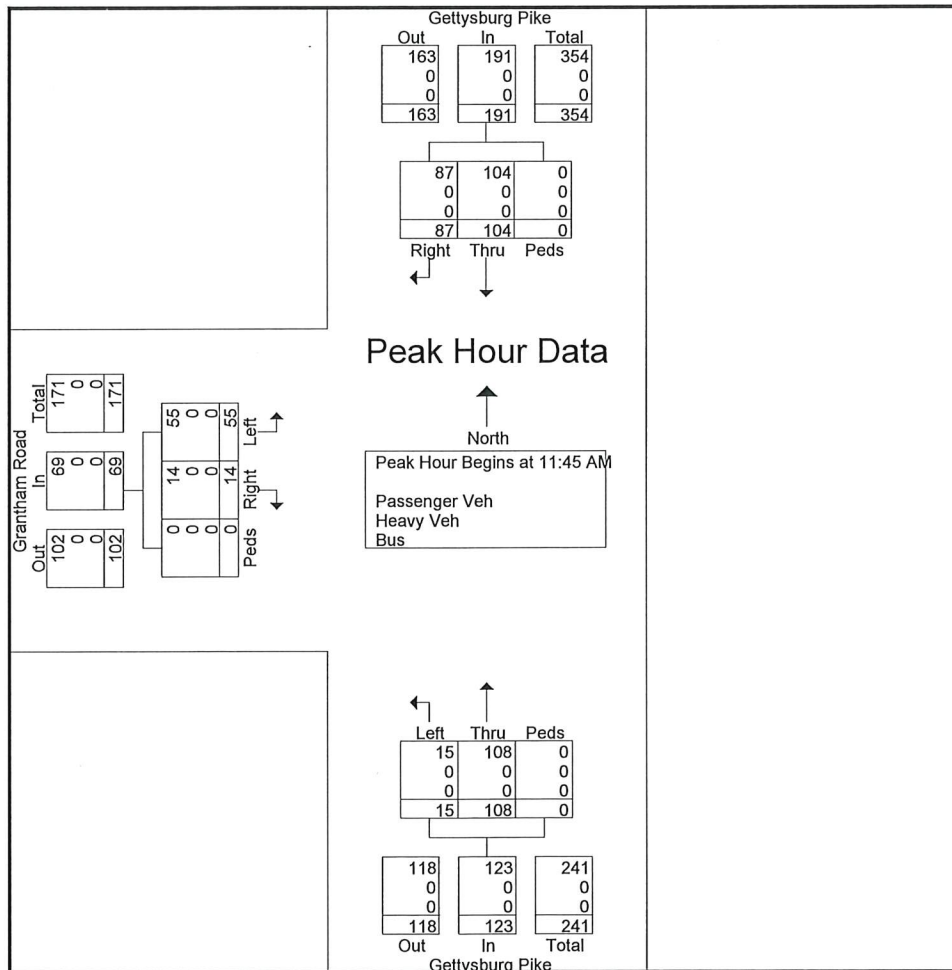 Gettysburg Pike
Out In Total
163 191 354
0 0 0
0 0 0
163 191 354
87 104 0
0 0 0
0 0 0
87 104 0
Right Thru Peds
Peak Hour Data
North
Peak Hour Begins at 11:45 AM
Passenger Veh
Heavy Veh
Bus
Grantham Road
Out In Total
102 69 171
0 0 0
0 0 0
102 69 171
0 14 55
0 0 0
0 0 0
0 14 55
Peds Right Left
Left Thru Peds
15 108 0
0 0 0
0 0 0
15 108 0
118 123 241
0 0 0
0 0 0
118 123 241
Out In Total
Gettysburg Pike